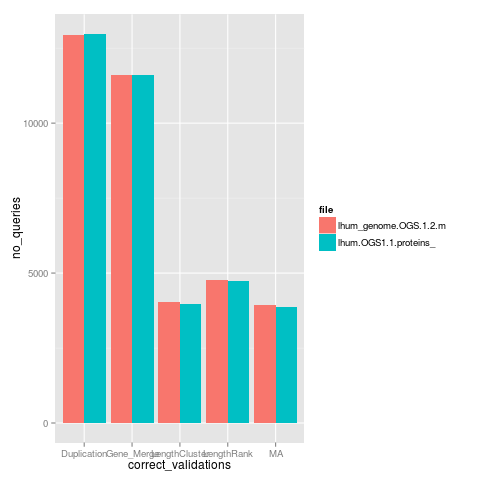 no_queries
10000
5000
0
Duplication Gene_Merge LengthCluster LengthRank MA
correct_validations
file
lhum_genome.OGS.1.2.m
lhum.OGS1.1.proteins_